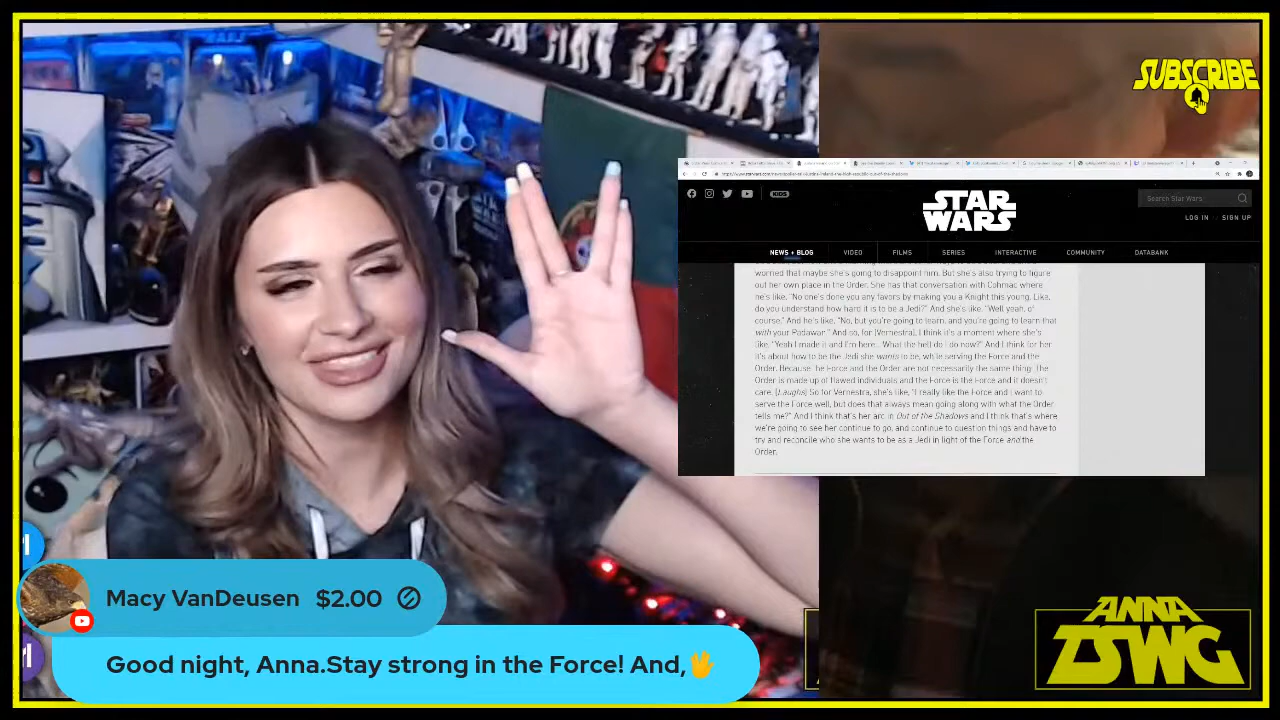 SUBSCRIBE
STAR
WARS
KIDS
Search Star Wars
LOG IN
SIGN UP
NEWS + BLOG
VIDEO
FILMS
SERIES
INTERACTIVE
COMMUNITY
DATABANK
worried that maybe she's going to disappoint him. But she's also trying to figure
out her own place in the Order. She has that conversation with Cohmac where
he's like, "No one's done you any favors by making you a Knight this young. Like,
do you understand how hard it is to be a Jedi?" And she's like, "Well yeah, of
course." And he's like, "No, but you're going to learn, and you're going to learn that
with your Padawan." And so, for [Vernestra], I think it's a moment where she's
like, "Yeah I made it and I'm here... What the hell do I do now?" And I think for her
it's about how to be the Jedi she wants to be, while serving the Force and the
Order. Because the Force and the Order are not necessarily the same thing: The
Order is made up of flawed individuals and the Force is the Force and it doesn't
care. [Laughs] So for Vernestra, she's like, "I really like the Force and I want to
serve the Force well, but does that always mean going along with what the Order
tells me?" And I think that's her arc in Out of the Shadows and I think that's where
we're going to see her continue to go, and continue to question things and have to
try and reconcile who she wants to be as a Jedi in light of the Force and the
Order.
Macy VanDeusen $2.00
Good night, Anna.Stay strong in the Force! And,🖖
ANNA
TSWG